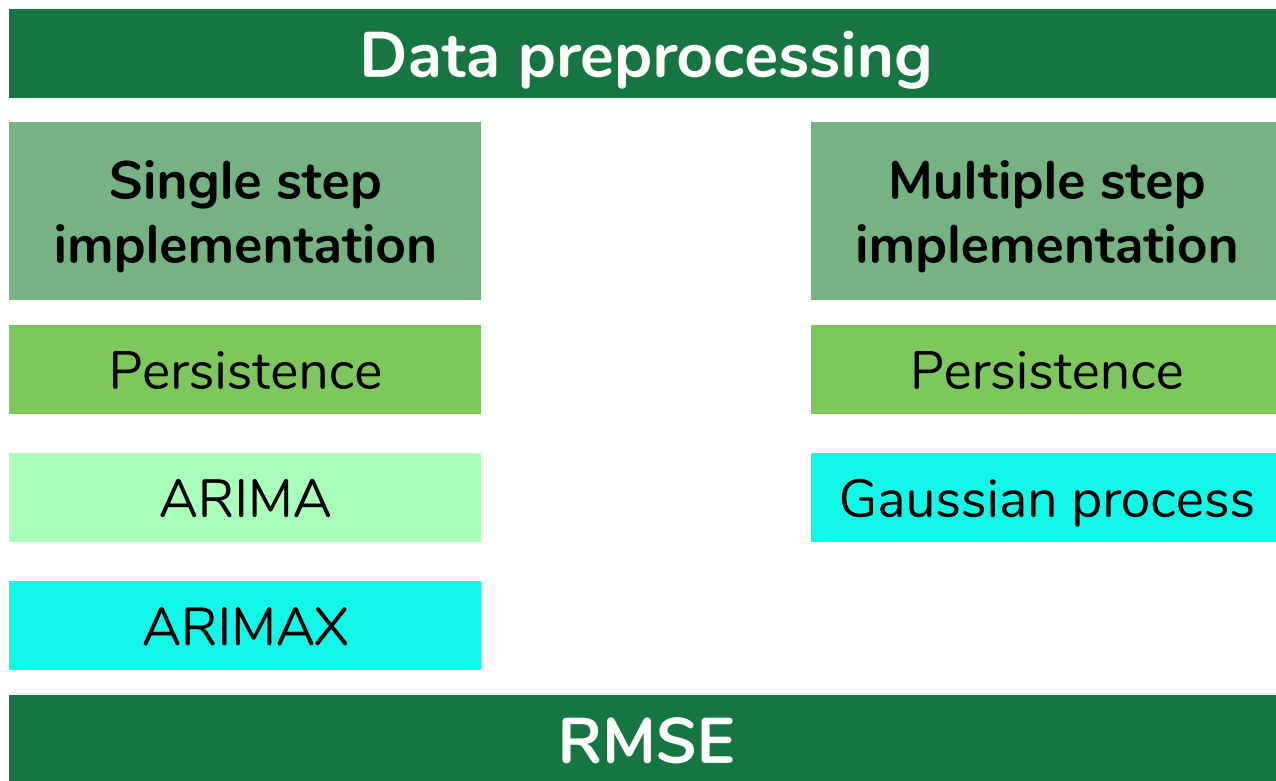 Data preprocessing
Single step
implementation
Multiple step
implementation
Persistence
Persistence
ARIMA
Gaussian process
ARIMAX
RMSE